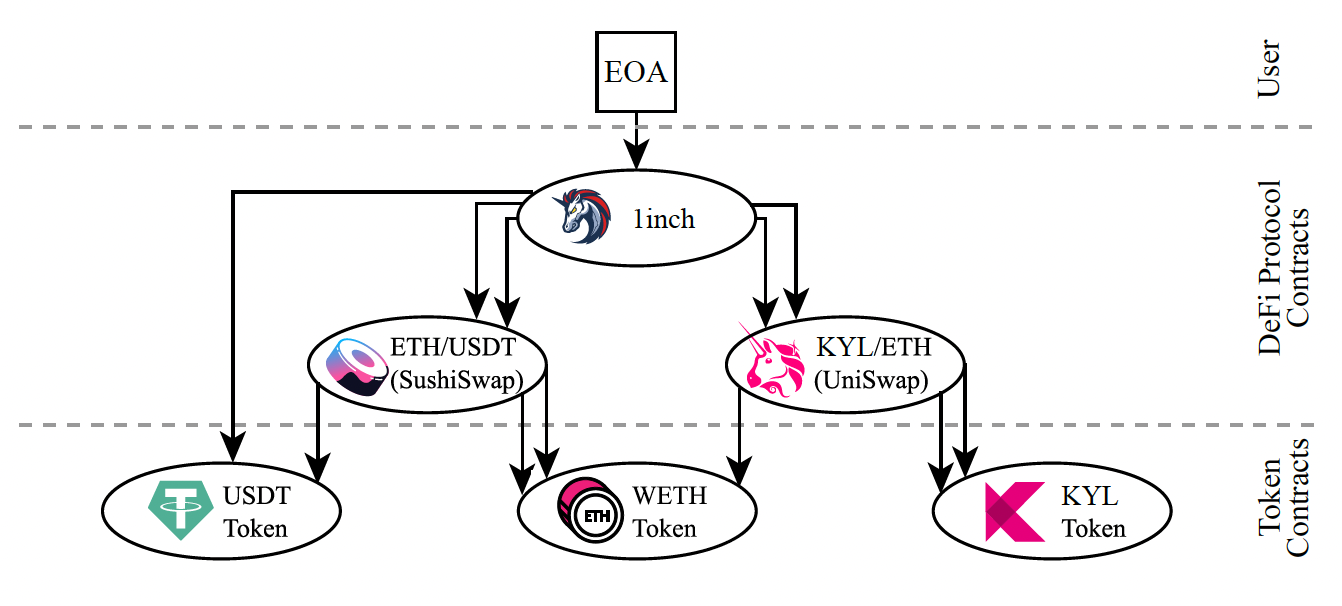 EOA
User
1inch
DeFi Protocol
Contracts
ETH/USDT
(SushiSwap)
KYL/ETH
(UniSwap)
USDT
Token
ETH
WETH
Token
KYL
Token
Token
Contracts